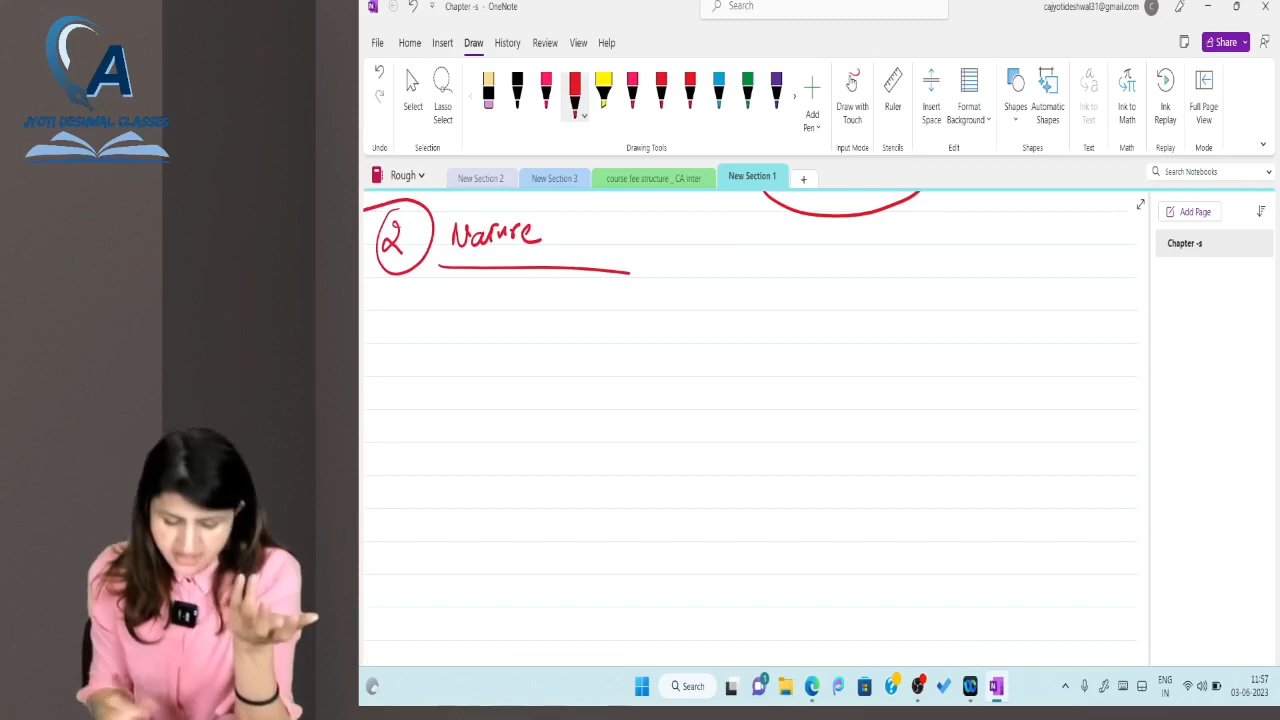 CA
JYOTI DESHWAL CLASSES
Chapter -s - OneNote
Search
cajyotideshwal31@gmail.com
C
File Home Insert Draw History Review View Help
Share
Undo
Select
Lasso Select
Selection
Drawing Tools
Add Pen
Draw with Touch
Input Mode
Ruler
Stencils
Insert Space
Format Background
Edit
Shapes
Automatic Shapes
Shapes
Ink to Text
Text
Ink to Math
Math
Ink Replay
Replay
Full Page View
Mode
Rough
New Section 2
New Section 3
course fee structure _ CA inter
New Section 1
+
Search Notebooks
Add Page
Chapter -s
2 Nature
Search
ENG
IN
11:57
03-06-2023